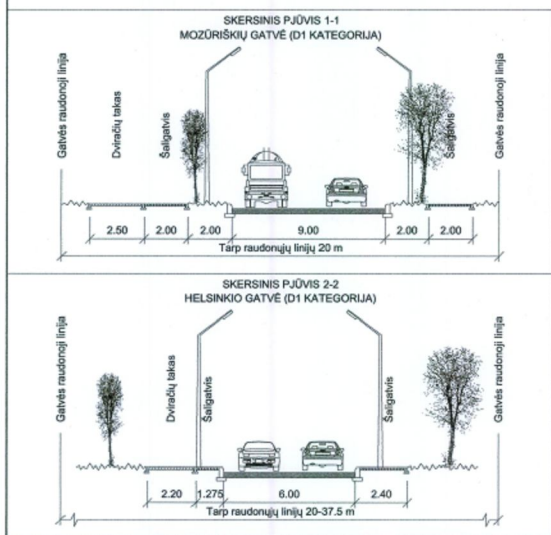 SKERSINIS PJŪVIS 1-1
MOZŪRIŠKIŲ GATVĖ (D1 KATEGORIJA)
Gatvės raudonoji linija
Dviračių takas
Šaligatvis
Šaligatvis
Gatvės raudonoji linija
2.50 2.00 2.00 9.00 2.00 2.00
Tarp raudonųjų linijų 20 m
SKERSINIS PJŪVIS 2-2
HELSINKIO GATVĖ (D1 KATEGORIJA)
Gatvės raudonoji linija
Dviračių takas
Šaligatvis
Šaligatvis
Gatvės raudonoji linija
2.20 1.275 6.00 2.40
Tarp raudonųjų linijų 20-37.5 m